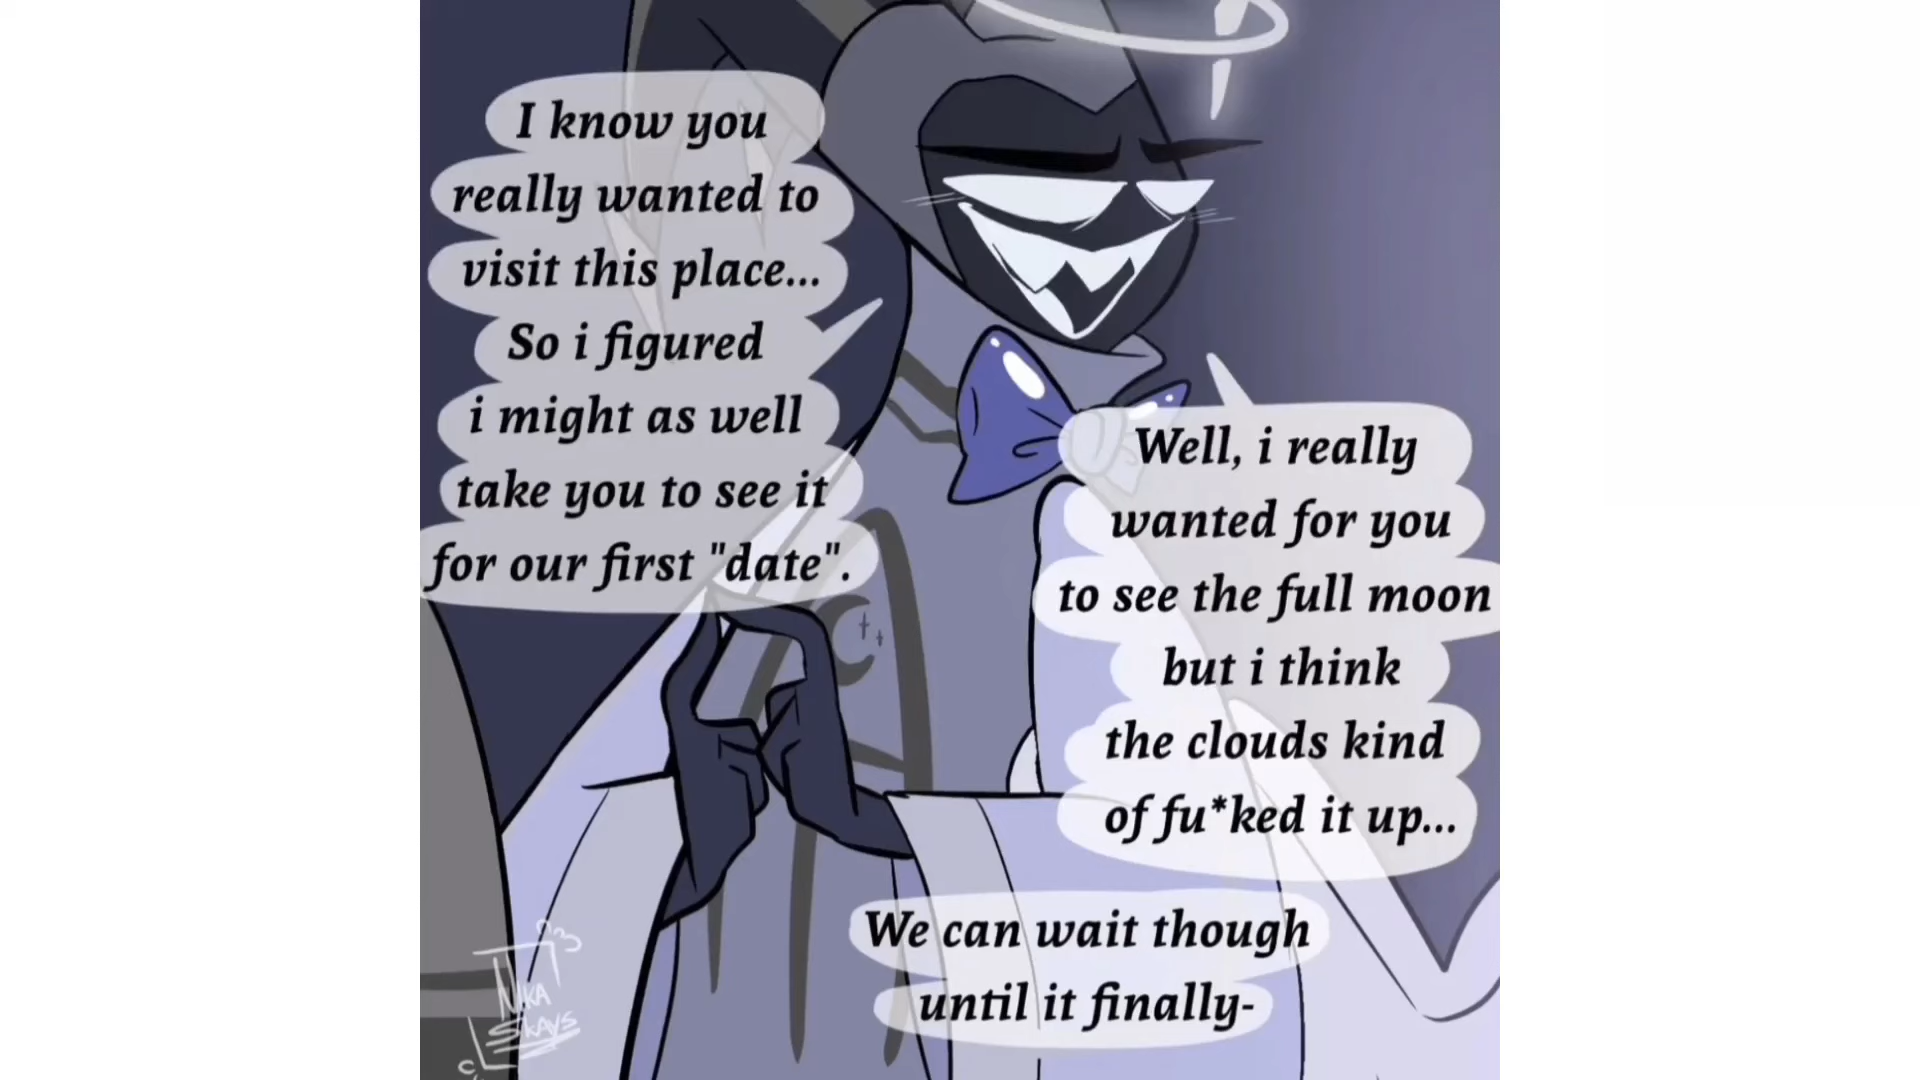 I know you
really wanted to
visit this place...
So i figured
i might as well
take you to see it
for our first "date".
Well, i really
wanted for you
to see the full moon
but i think
the clouds kind
of fu*ked it up...
We can wait though
until it finally-
NIKA
SKAYS